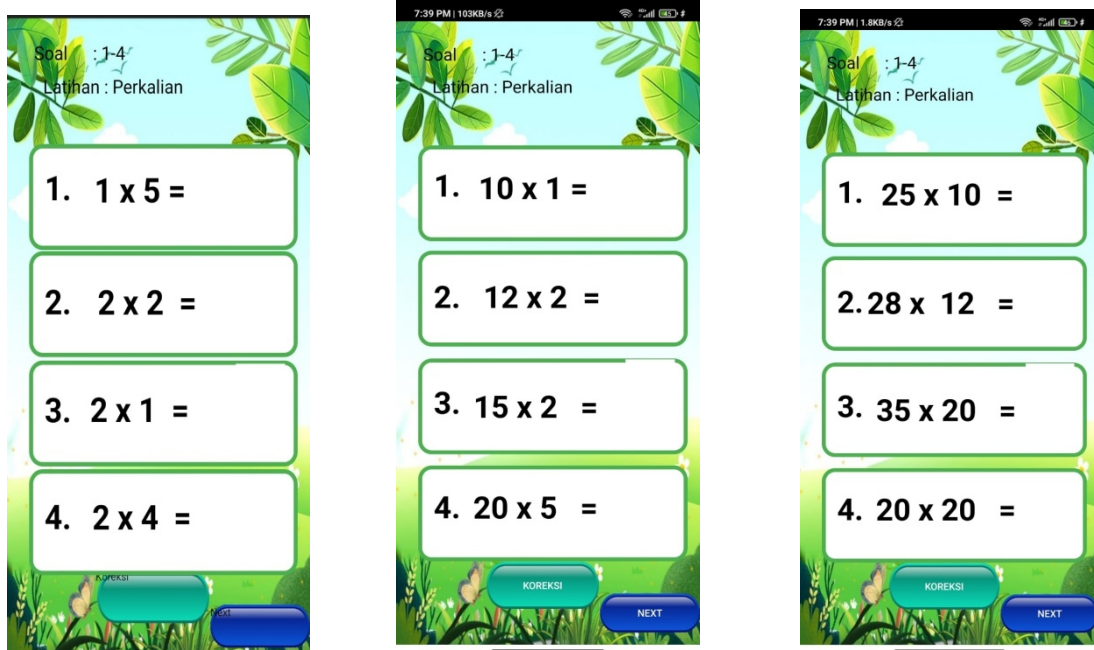 Soal : 1-4
Latihan : Perkalian
1. 1 x 5 =
2. 2 x 2 =
3. 2 x 1 =
4. 2 x 4 =
Koreksi
Next
7:39 PM | 103KB/s
Soal : 1-4
Latihan : Perkalian
1. 10 x 1 =
2. 12 x 2 =
3. 15 x 2 =
4. 20 x 5 =
KOREKSI
NEXT
7:39 PM | 1.8KB/s
Soal : 1-4
Latihan : Perkalian
1. 25 x 10 =
2. 28 x 12 =
3. 35 x 20 =
4. 20 x 20 =
KOREKSI
NEXT